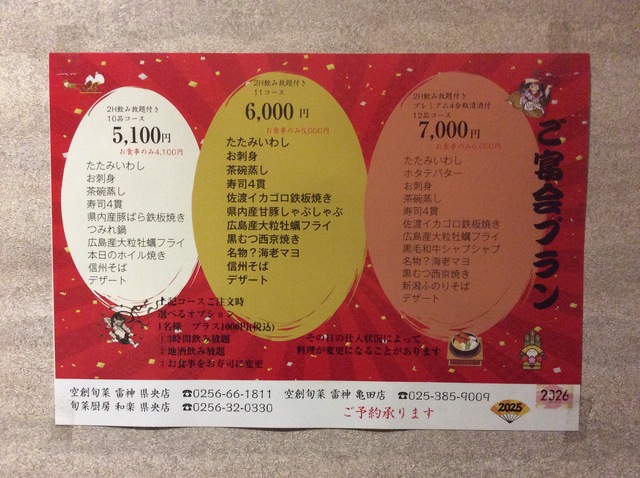 2H飲み放題付き
10品コース
5,100円
お食事のみ4,100円
たたみいわし
お刺身
茶碗蒸し
寿司4貫
県内産豚ばら鉄板焼き
つみれ鍋
広島産大粒牡蠣フライ
本日のホイル焼き
信州そば
デザート
2H飲み放題付き
11コース
6,000円
お食事のみ5,000円
たたみいわし
お刺身
茶碗蒸し
寿司4貫
佐渡イカゴロ鉄板焼き
県内産甘豚しゃぶしゃぶ
広島産大粒牡蠣フライ
黒むつ西京焼き
名物?海老マヨ
信州そば
デザート
2H飲み放題付き
プレミアム4合瓶清酒付
12品コース
7,000円
お食事のみ6,000円
たたみいわし
ホタテバター
お刺身
茶碗蒸し
寿司4貫
佐渡イカゴロ鉄板焼き
広島産大粒牡蠣フライ
黒毛和牛シャブシャブ
名物?海老マヨ
黒むつ西京焼き
新潟ふのりそば
デザート
ご宴会プラン
上記コースご注文時
選べるオプション
1名様 プラス1000円(税込)
①3時間飲み放題
②地酒飲み放題
③お食事をお寿司に変更
その日の仕入状況によって
料理が変更になることがあります
空創旬菜 雷神 県央店 ☎0256-66-1811 空創旬菜 雷神 亀田店 ☎025-385-9009
旬菜厨房 和楽 県央店 ☎0256-32-0330
ご予約承ります
2025
2026